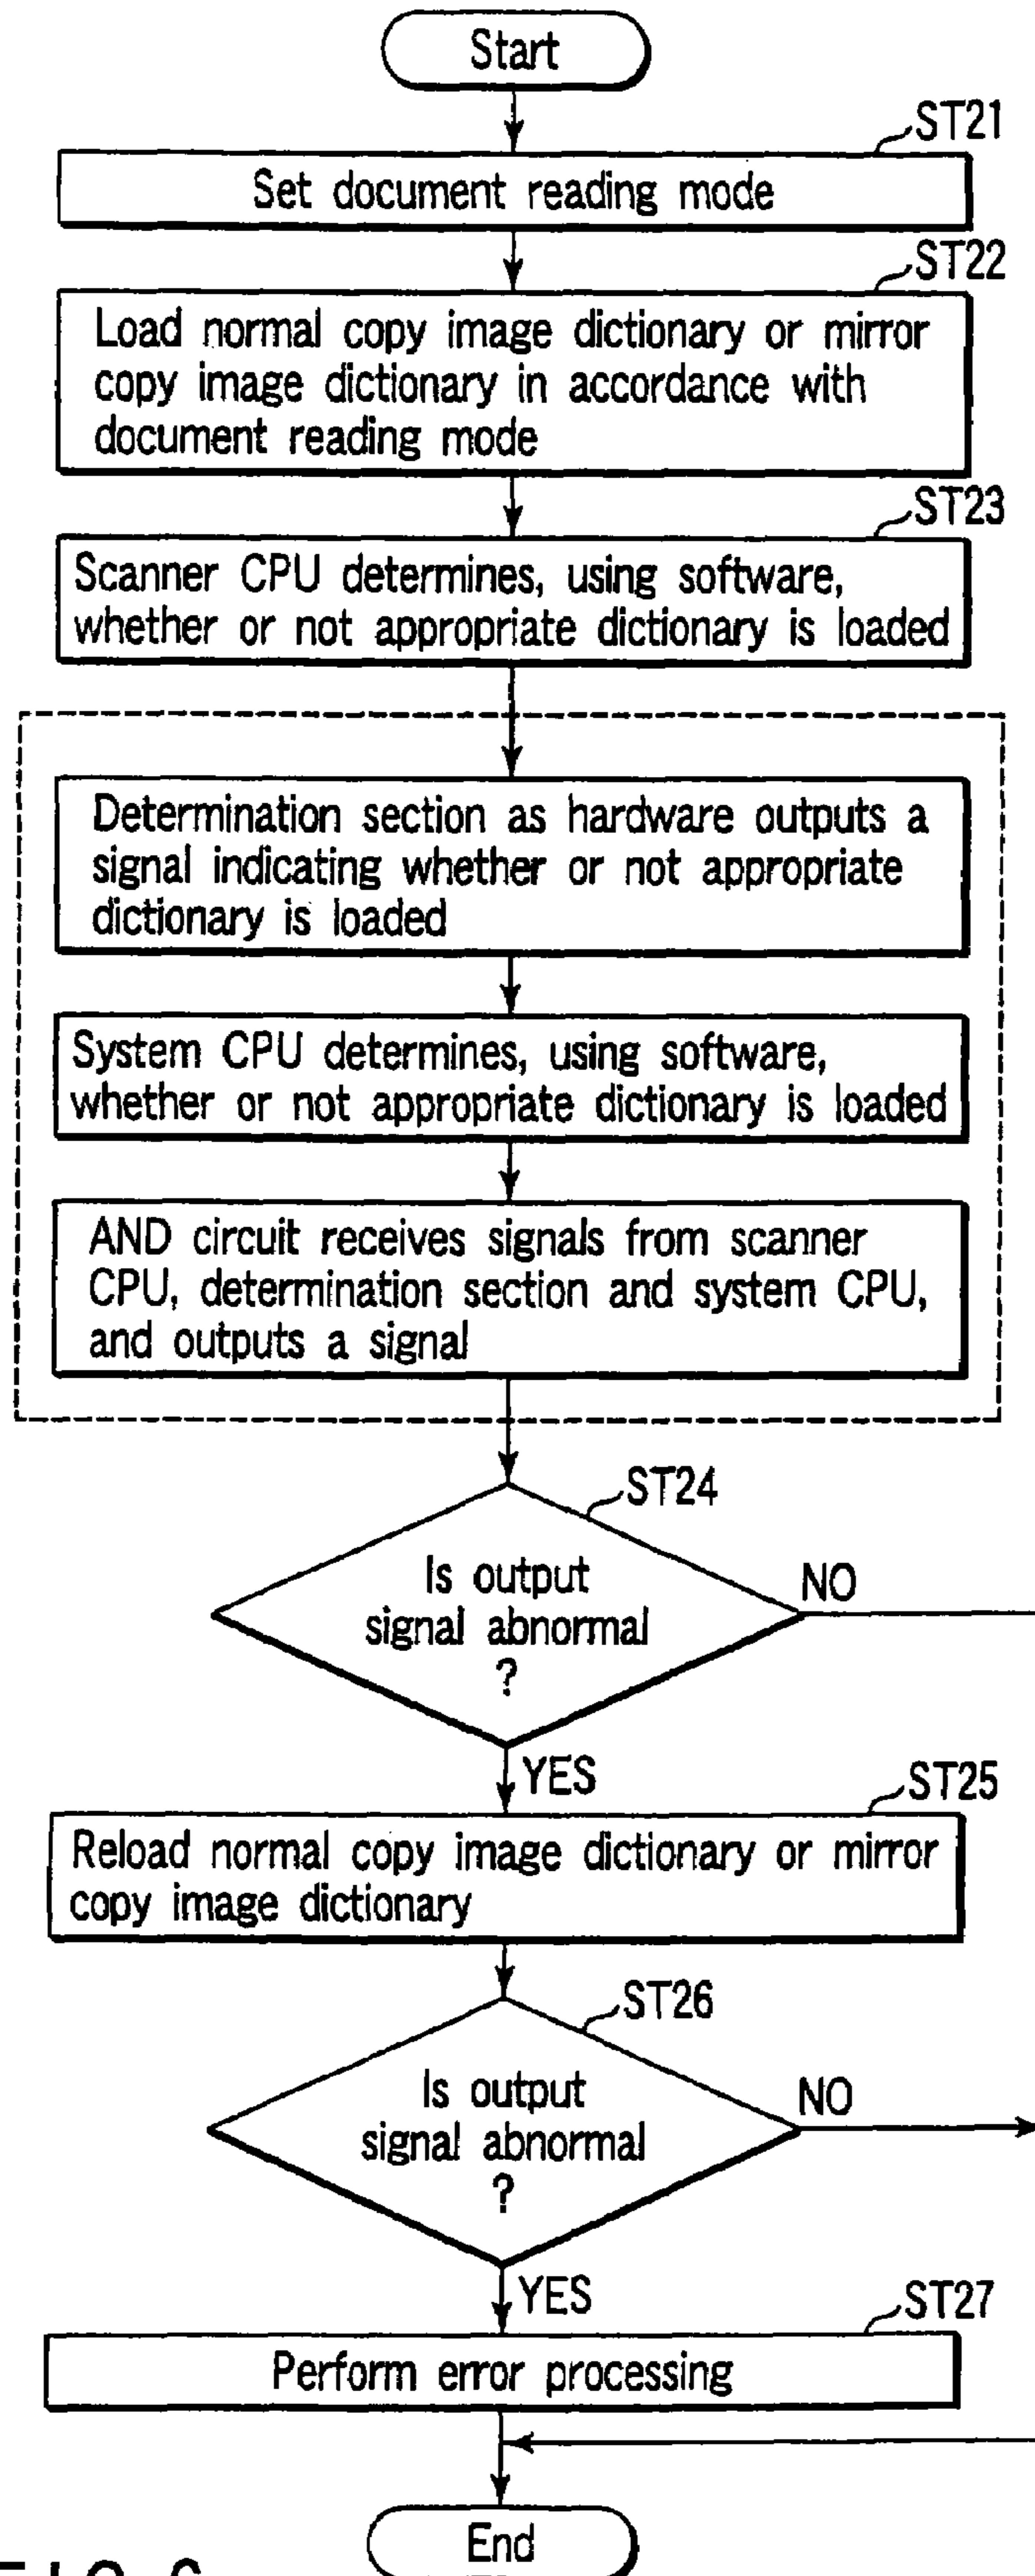 Start
ST21
Set document reading mode
ST22
Load normal copy image dictionary or mirror
copy image dictionary in accordance with
document reading mode
ST23
Scanner CPU determines, using software,
whether or not appropriate dictionary is loaded
Determination section as hardware outputs a
signal indicating whether or not appropriate
dictionary is loaded
System CPU determines, using software,
whether or not appropriate dictionary is loaded
AND circuit receives signals from scanner
CPU, determination section and system CPU,
and outputs a signal
ST24
Is output
signal abnormal
?
NO
YES
ST25
Reload normal copy image dictionary or mirror
copy image dictionary
ST26
Is output
signal abnormal
?
NO
YES
ST27
Perform error processing
End